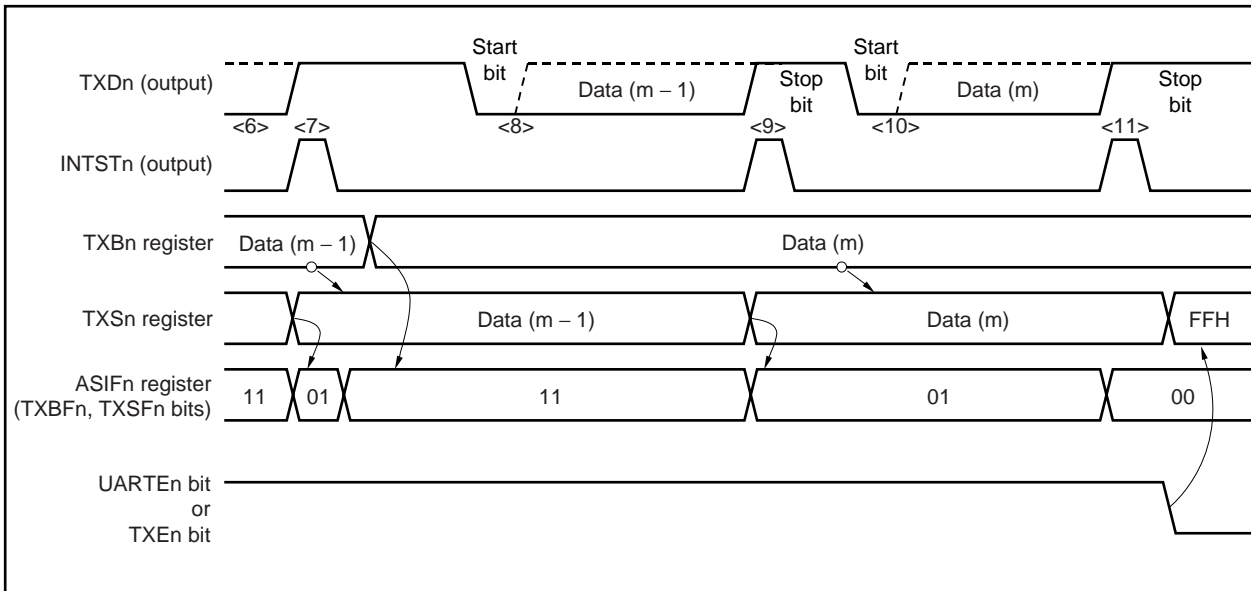 Start
bit
Start
bit
TXDn (output)
Data (m − 1)
Stop
bit
Data (m)
Stop
bit
<6>
<7>
<8>
<9>
<10>
<11>
INTSTn (output)
TXBn register
Data (m − 1)
Data (m)
TXSn register
Data (m − 1)
Data (m)
FFH
ASIFn register
(TXBFn, TXSFn bits)
11
01
11
01
00
UARTEn bit
or
TXEn bit